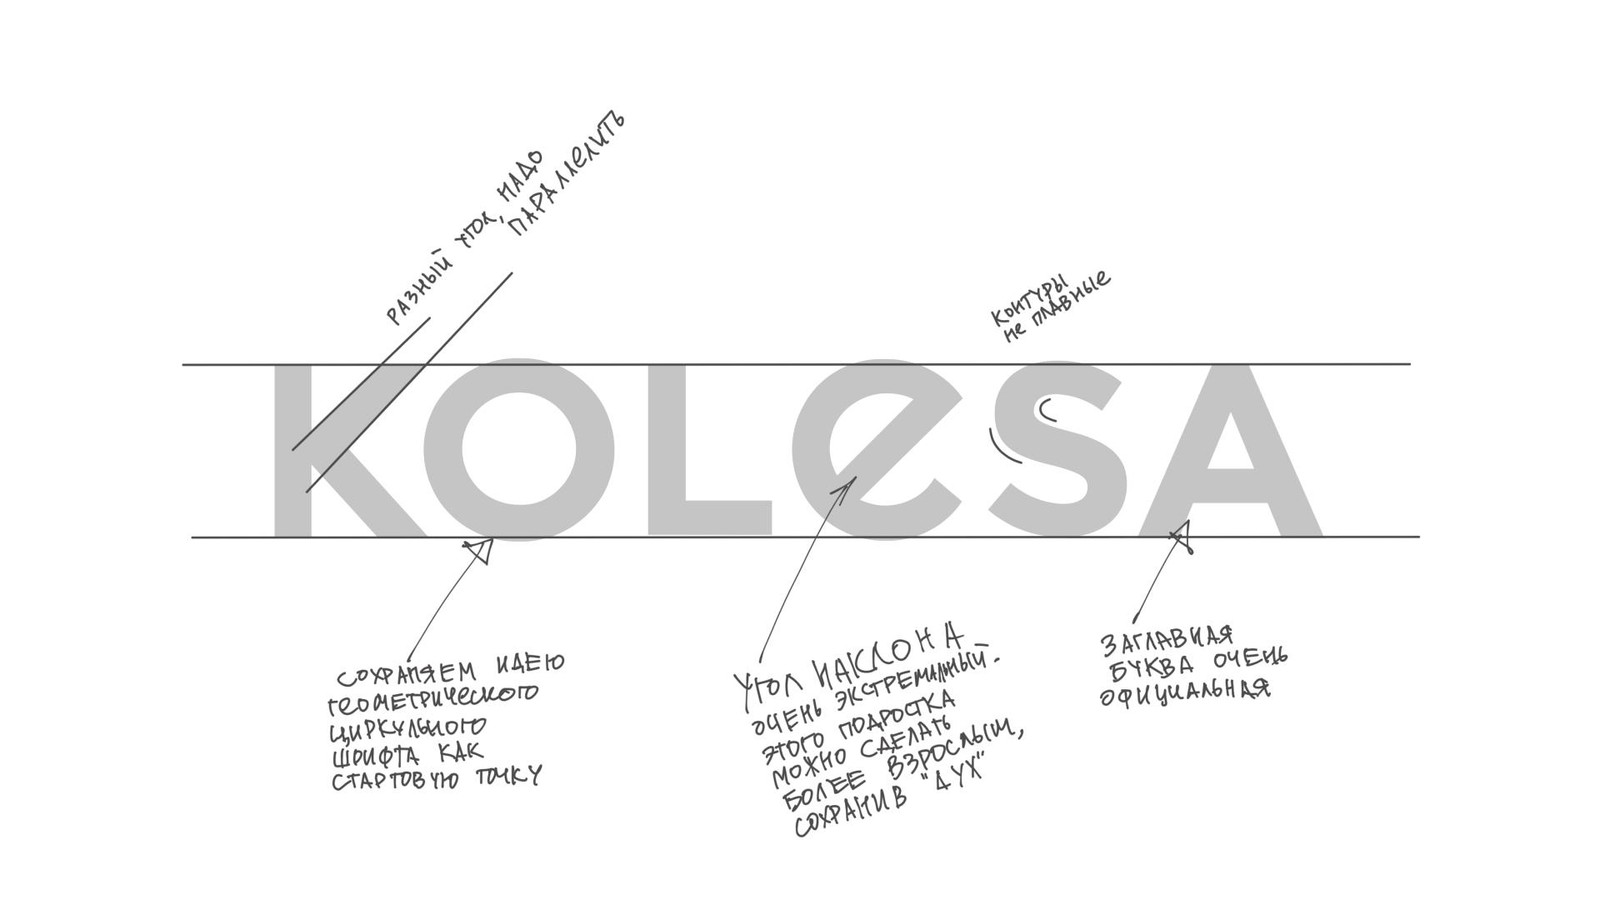 РАЗНЫЙ УГОЛ, НАДО
ПАРАЛЛЕЛИТЬ
КОНТУРЫ
НЕ ПЛАВНЫЕ
KOLeSA
СОХРАНЯЕМ ИДЕЮ
ГЕОМЕТРИЧЕСКОГО
ЦИРКУЛЬНОГО
ШРИФТА КАК
СТАРТОВУЮ ТОЧКУ
УГОЛ НАКЛОНА
ОЧЕНЬ ЭКСТРЕМАЛЬНЫЙ.
ЭТОГО ПОДРОСТКА
МОЖНО СДЕЛАТЬ
БОЛЕЕ ВЗРОСЛЫМ,
СОХРАНИВ "ДУХ"
ЗАГЛАВНАЯ
БУКВА ОЧЕНЬ
ОФИЦИАЛЬНАЯ